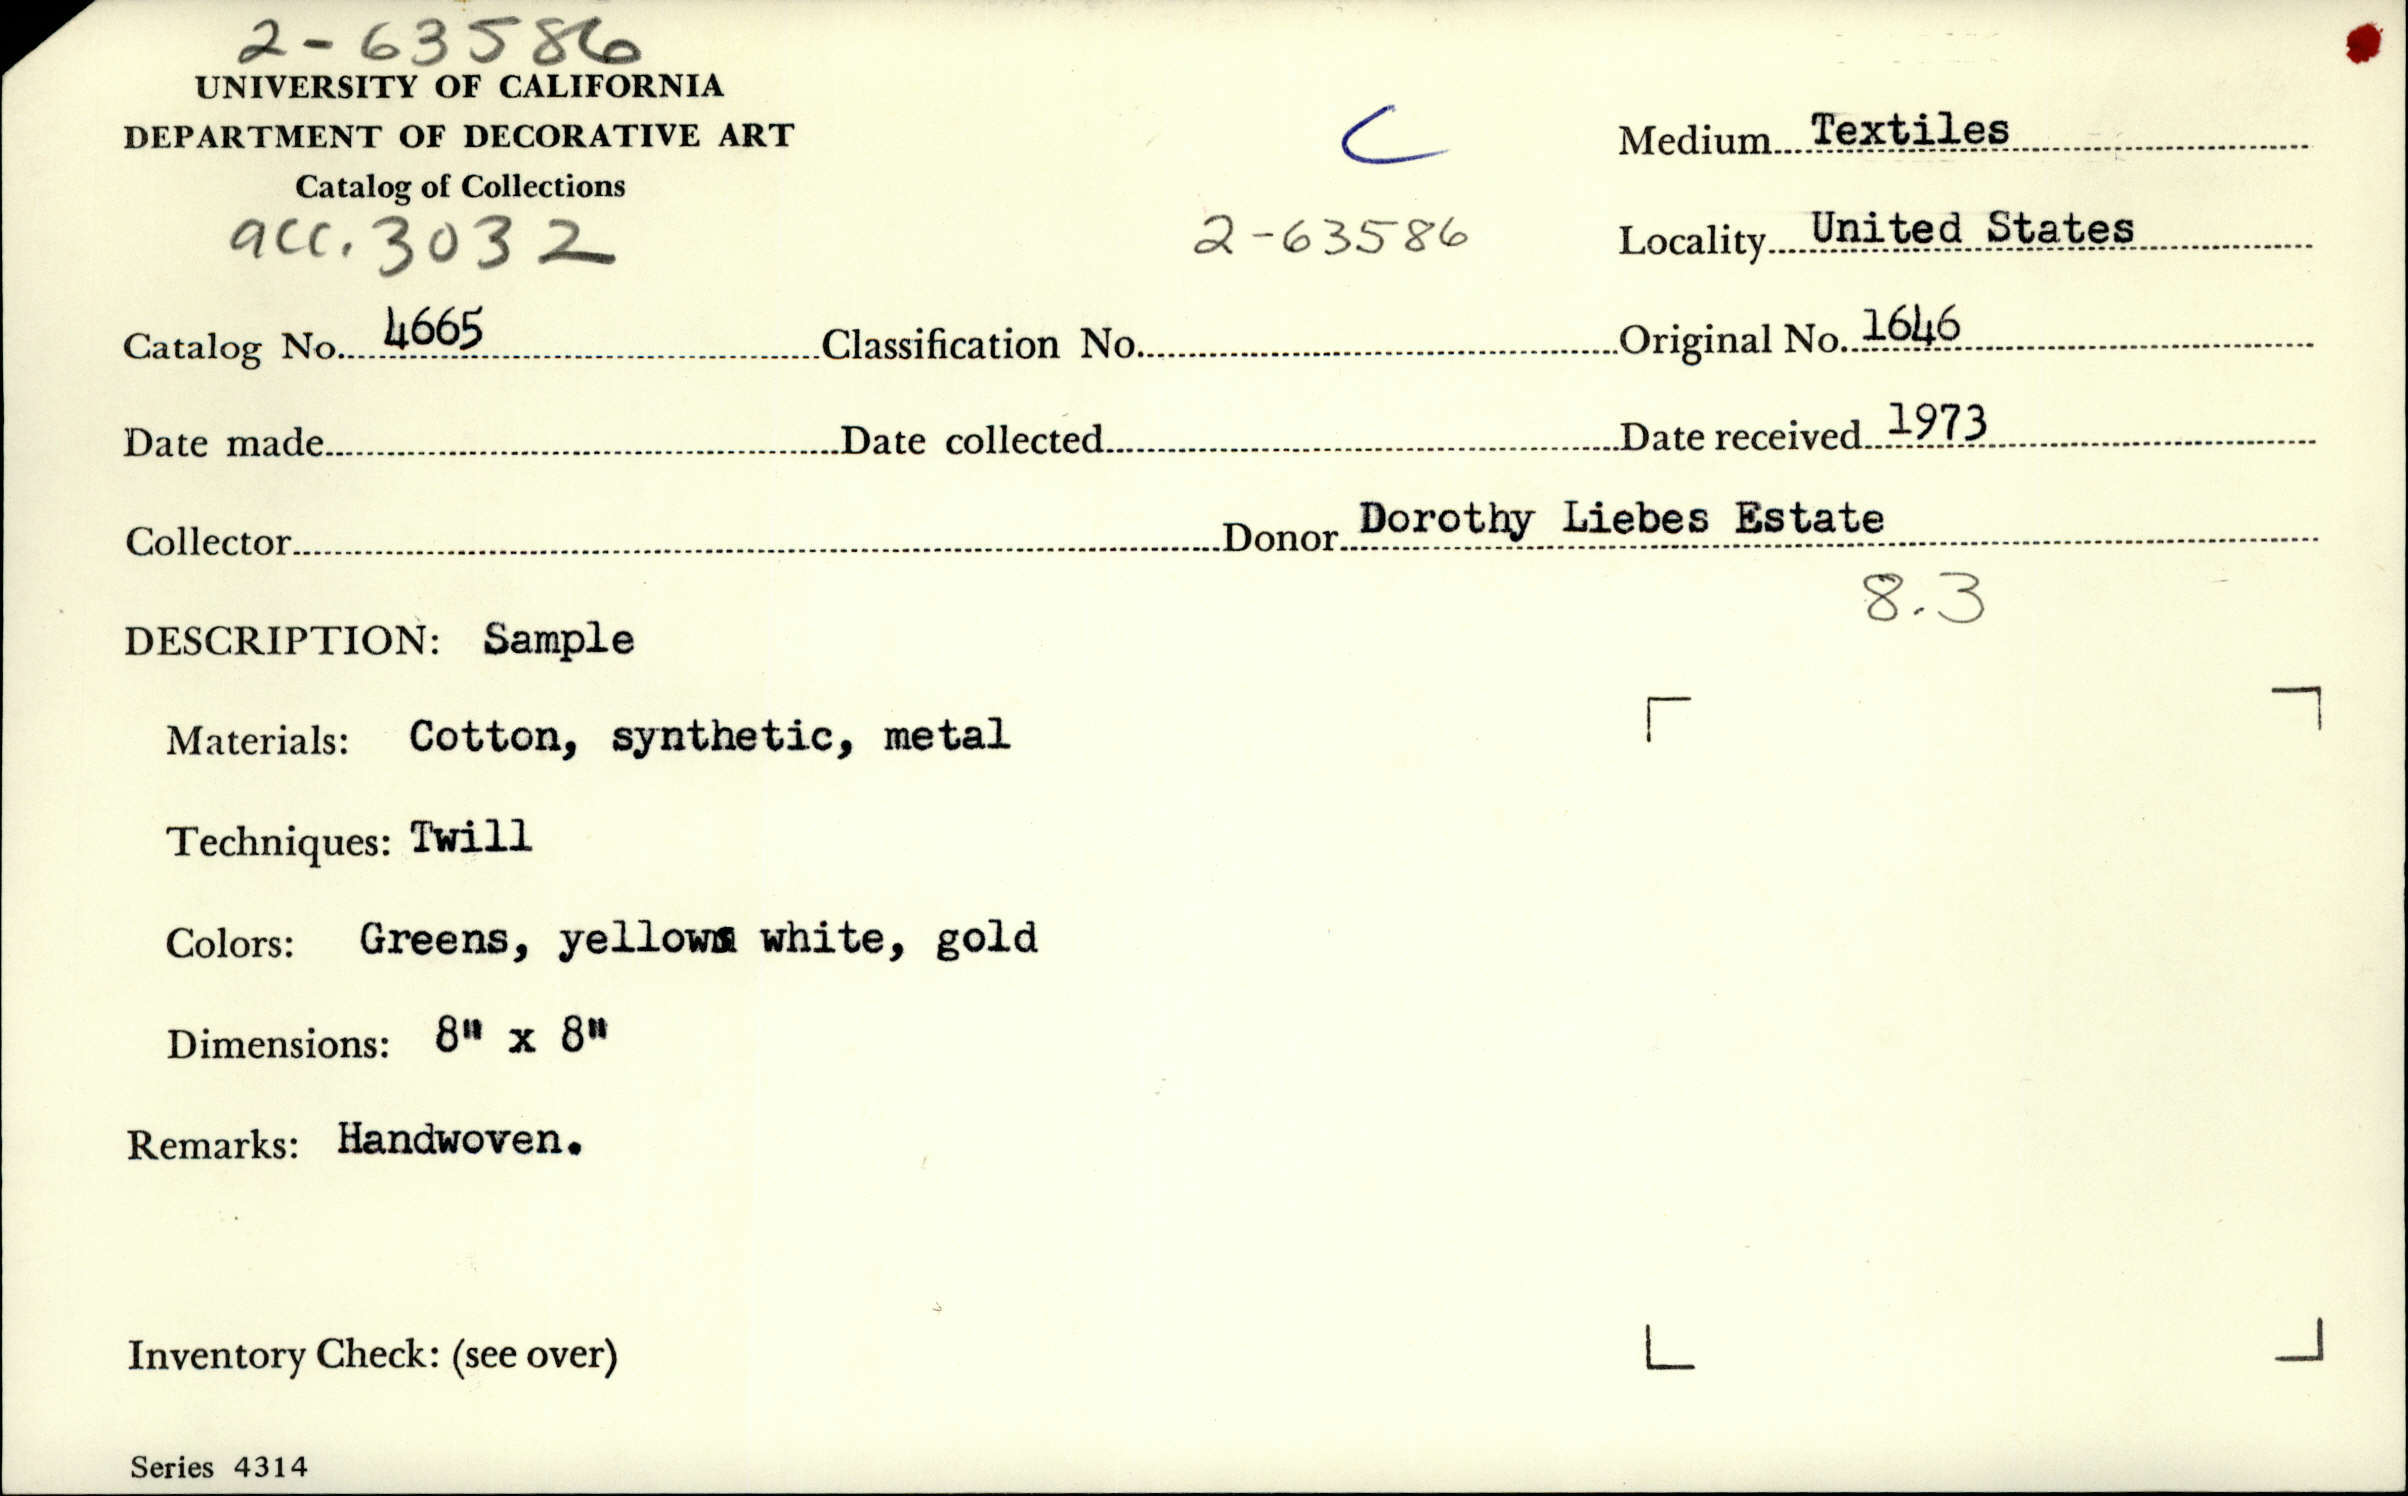 2-63586
UNIVERSITY OF CALIFORNIA
DEPARTMENT OF DECORATIVE ART
Catalog of Collections
acc. 3032
C
2-63586
Medium Textiles
Locality United States
Catalog No. 4665 Classification No. Original No. 1646
Date made Date collected Date received 1973
Collector Donor Dorothy Liebes Estate
8.3
DESCRIPTION: Sample
Materials: Cotton, synthetic, metal
Techniques: Twill
Colors: Greens, yellows white, gold
Dimensions: 8" x 8"
Remarks: Handwoven.
Inventory Check: (see over)
Series 4314